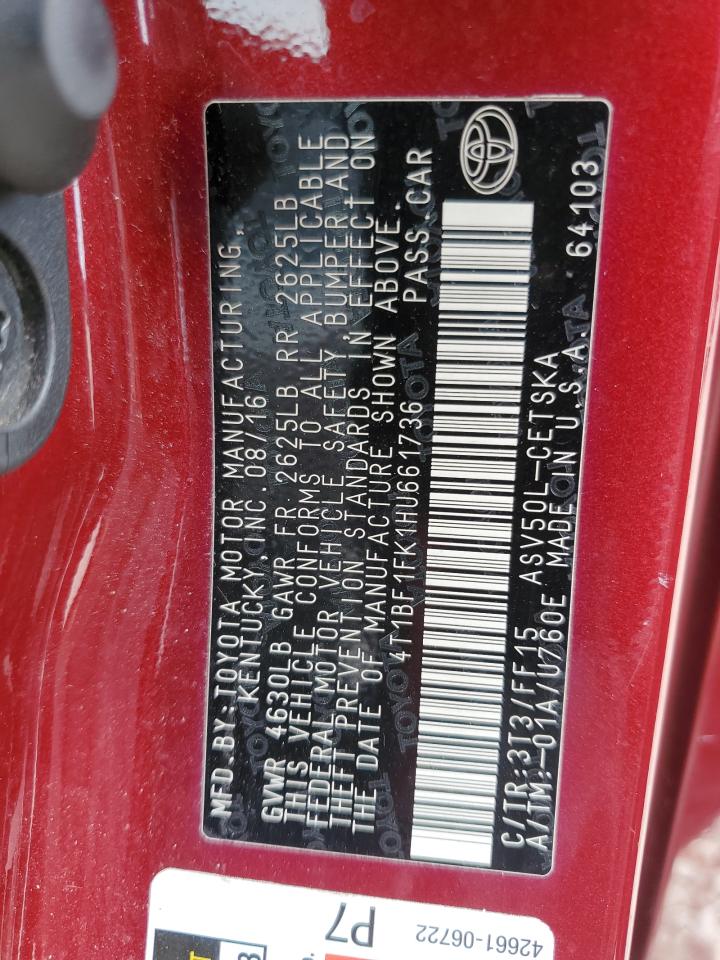 MFD.BY:TOYOTA MOTOR MANUFACTURING,
KENTUCKY,INC.08/16
GVWR 4630LB GAWR FR 2625LB RR 2625LB
THIS VEHICLE CONFORMS TO ALL APPLICABLE
FEDERAL MOTOR VEHICLE SAFETY, BUMPER,AND
THEFT PREVENTION STANDARDS IN EFFECT ON
THE DATE OF MANUFACTURE SHOWN ABOVE.
4T1BF1FK1HU661736 PASS.CAR
C/TR:3T3/FF15 ASV50L-CETSKA
A/TM:-01A/U760E MADE IN U.S.A. 64103
P7
42661-06722